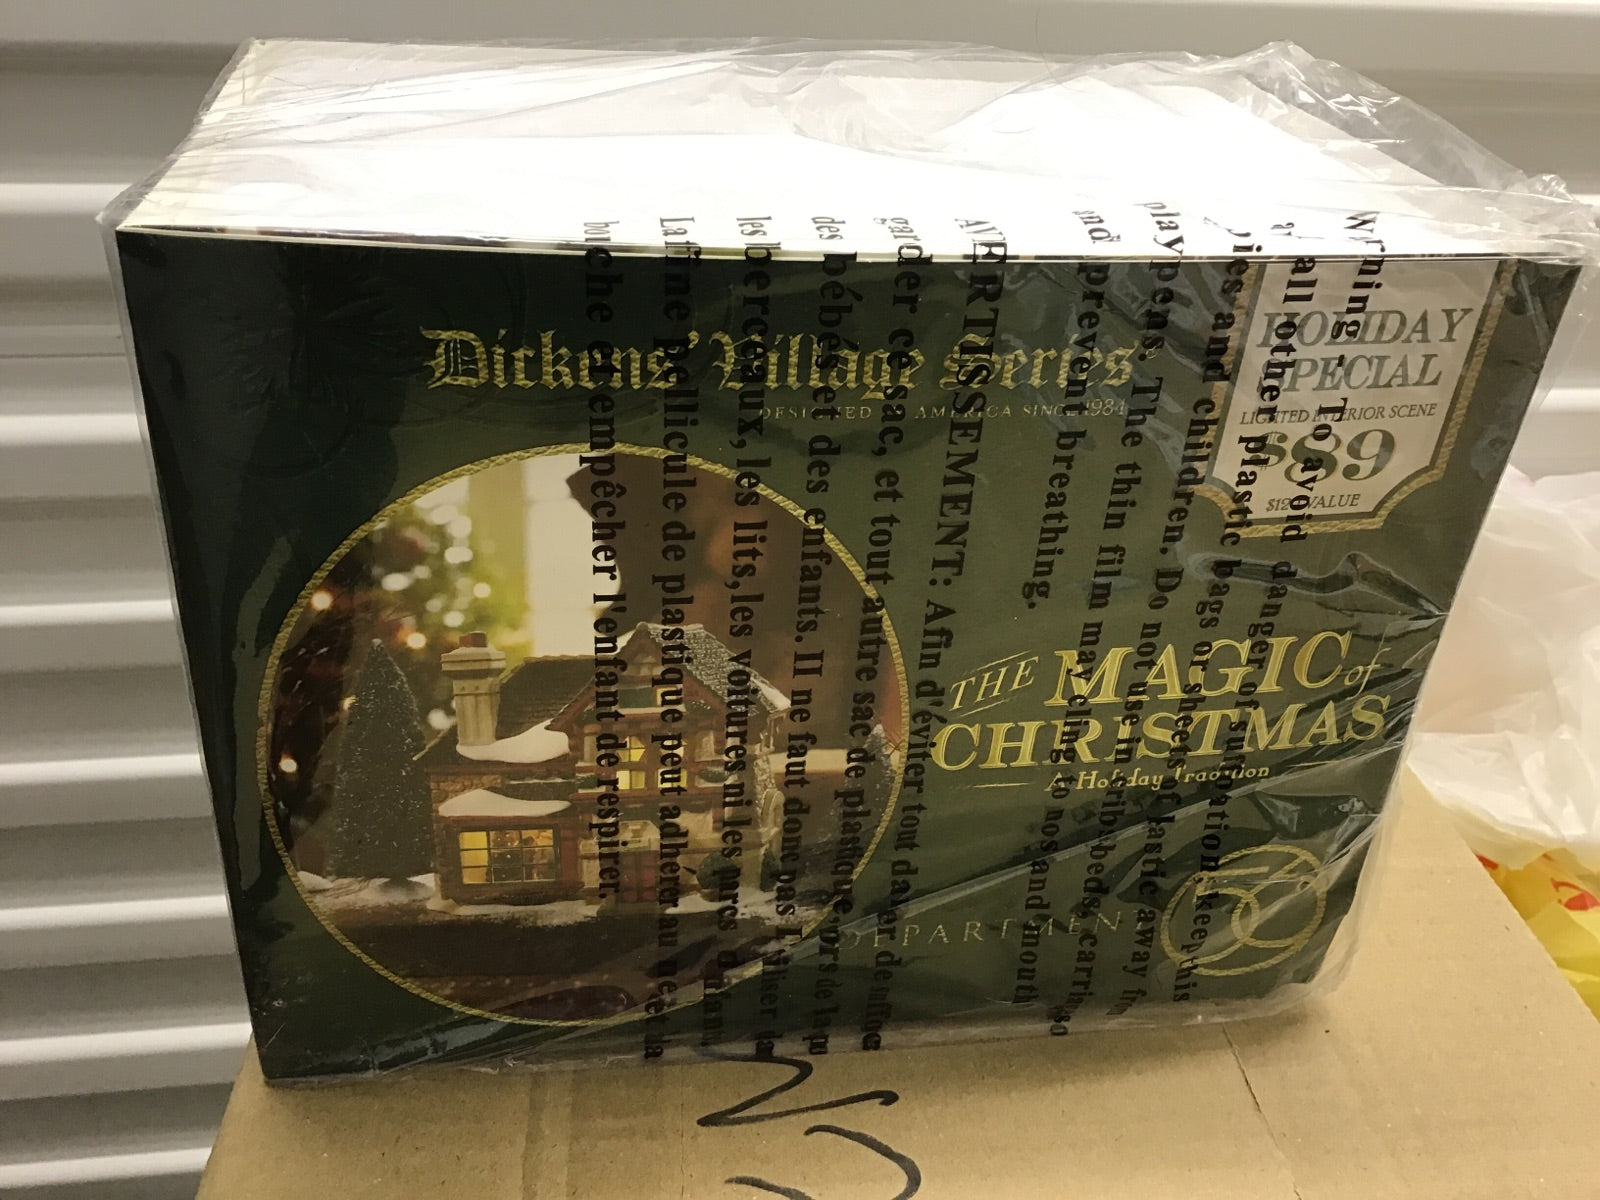 Dickens' Village Series
DESIGNED IN AMERICA SINCE 1984
HOLIDAY
SPECIAL
LIGHTED INTERIOR SCENE
$89
VALUE
THE MAGIC of
CHRISTMAS
A Holiday Tradition
DEPARTMENT 56
Warning-To avoid danger of suffocation, keep this
all other plastic bags or sheets of plastic away from
and children. Do not use in cribs, beds, carriages or
playpens. The thin film may cling to nose and mouth
and prevent breathing.
AVERTISSEMENT: Afin d'éviter tout danger de
garder ce sac, et tout autre sac de plastique, hors de la
des bébés et des enfants. Il ne faut donc pas l'utiliser dans
les berceaux, les lits, les voitures ni les parcs d'enfant.
La fine pellicule de plastique peut adhérer au nez et à la
bouche et empêcher l'enfant de respirer.